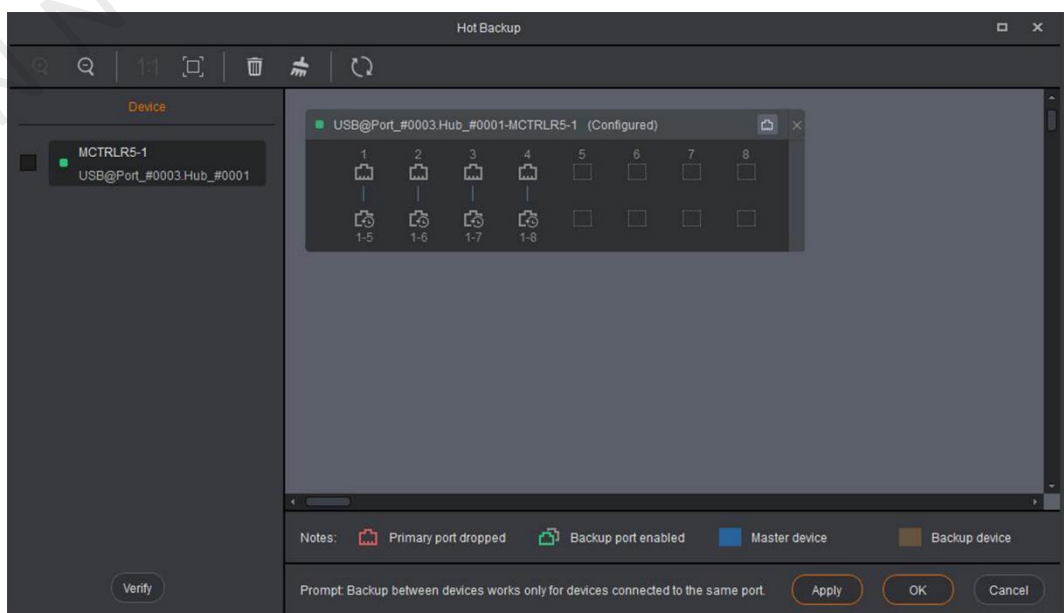 Hot Backup
1:1
Device
MCTRLR5-1
USB@Port_#0003.Hub_#0001
USB@Port_#0003.Hub_#0001-MCTRLR5-1 (Configured)
1 2 3 4 5 6 7 8
1-5 1-6 1-7 1-8
Notes: Primary port dropped Backup port enabled Master device Backup device
Verify
Prompt: Backup between devices works only for devices connected to the same port. Apply OK Cancel